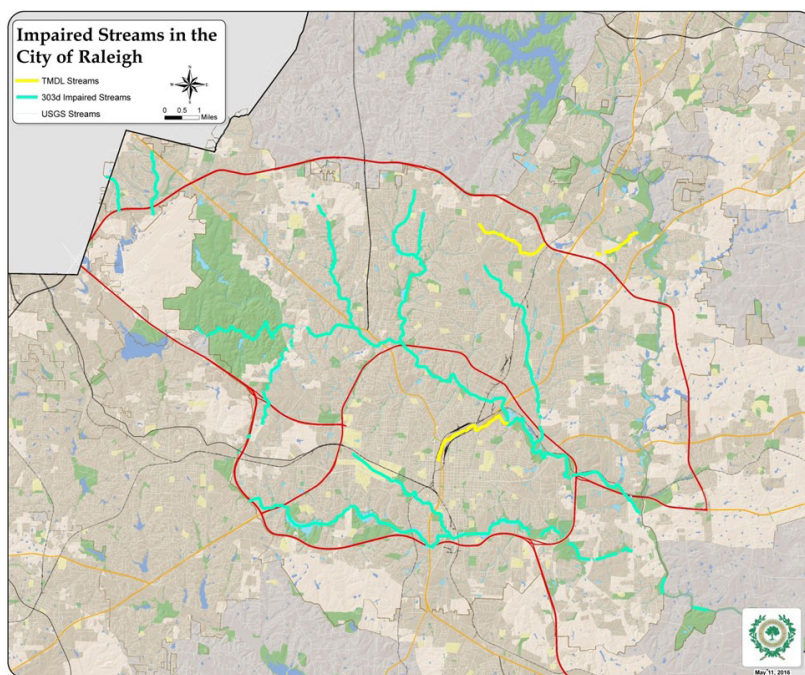 Impaired Streams in the
City of Raleigh
TMDL Streams
303d Impaired Streams
USGS Streams
N
W
E
S
0 0.5 1
Miles
May 11, 2016